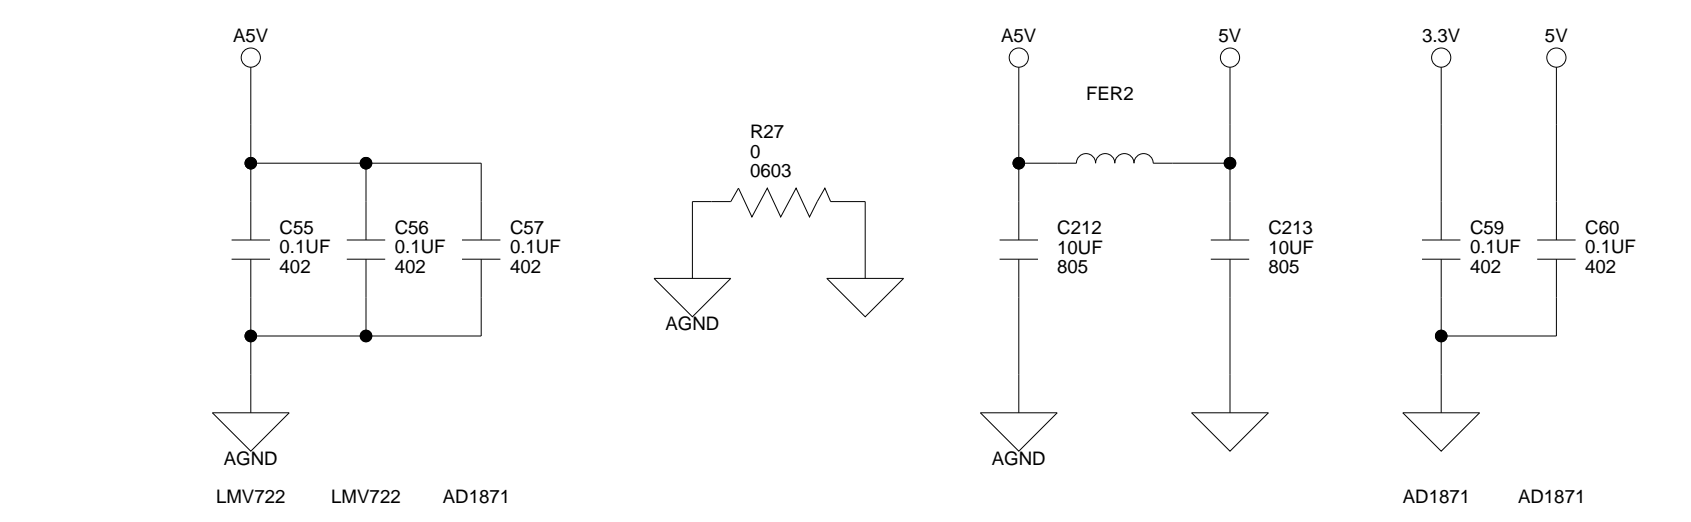 A5V
A5V
5V
3.3V
5V
FER2
R27
0
0603
C55
0.1UF
402
C56
0.1UF
402
C57
0.1UF
402
C212
10UF
805
C213
10UF
805
C59
0.1UF
402
C60
0.1UF
402
AGND
AGND
AGND
LMV722
LMV722
AD1871
AD1871
AD1871